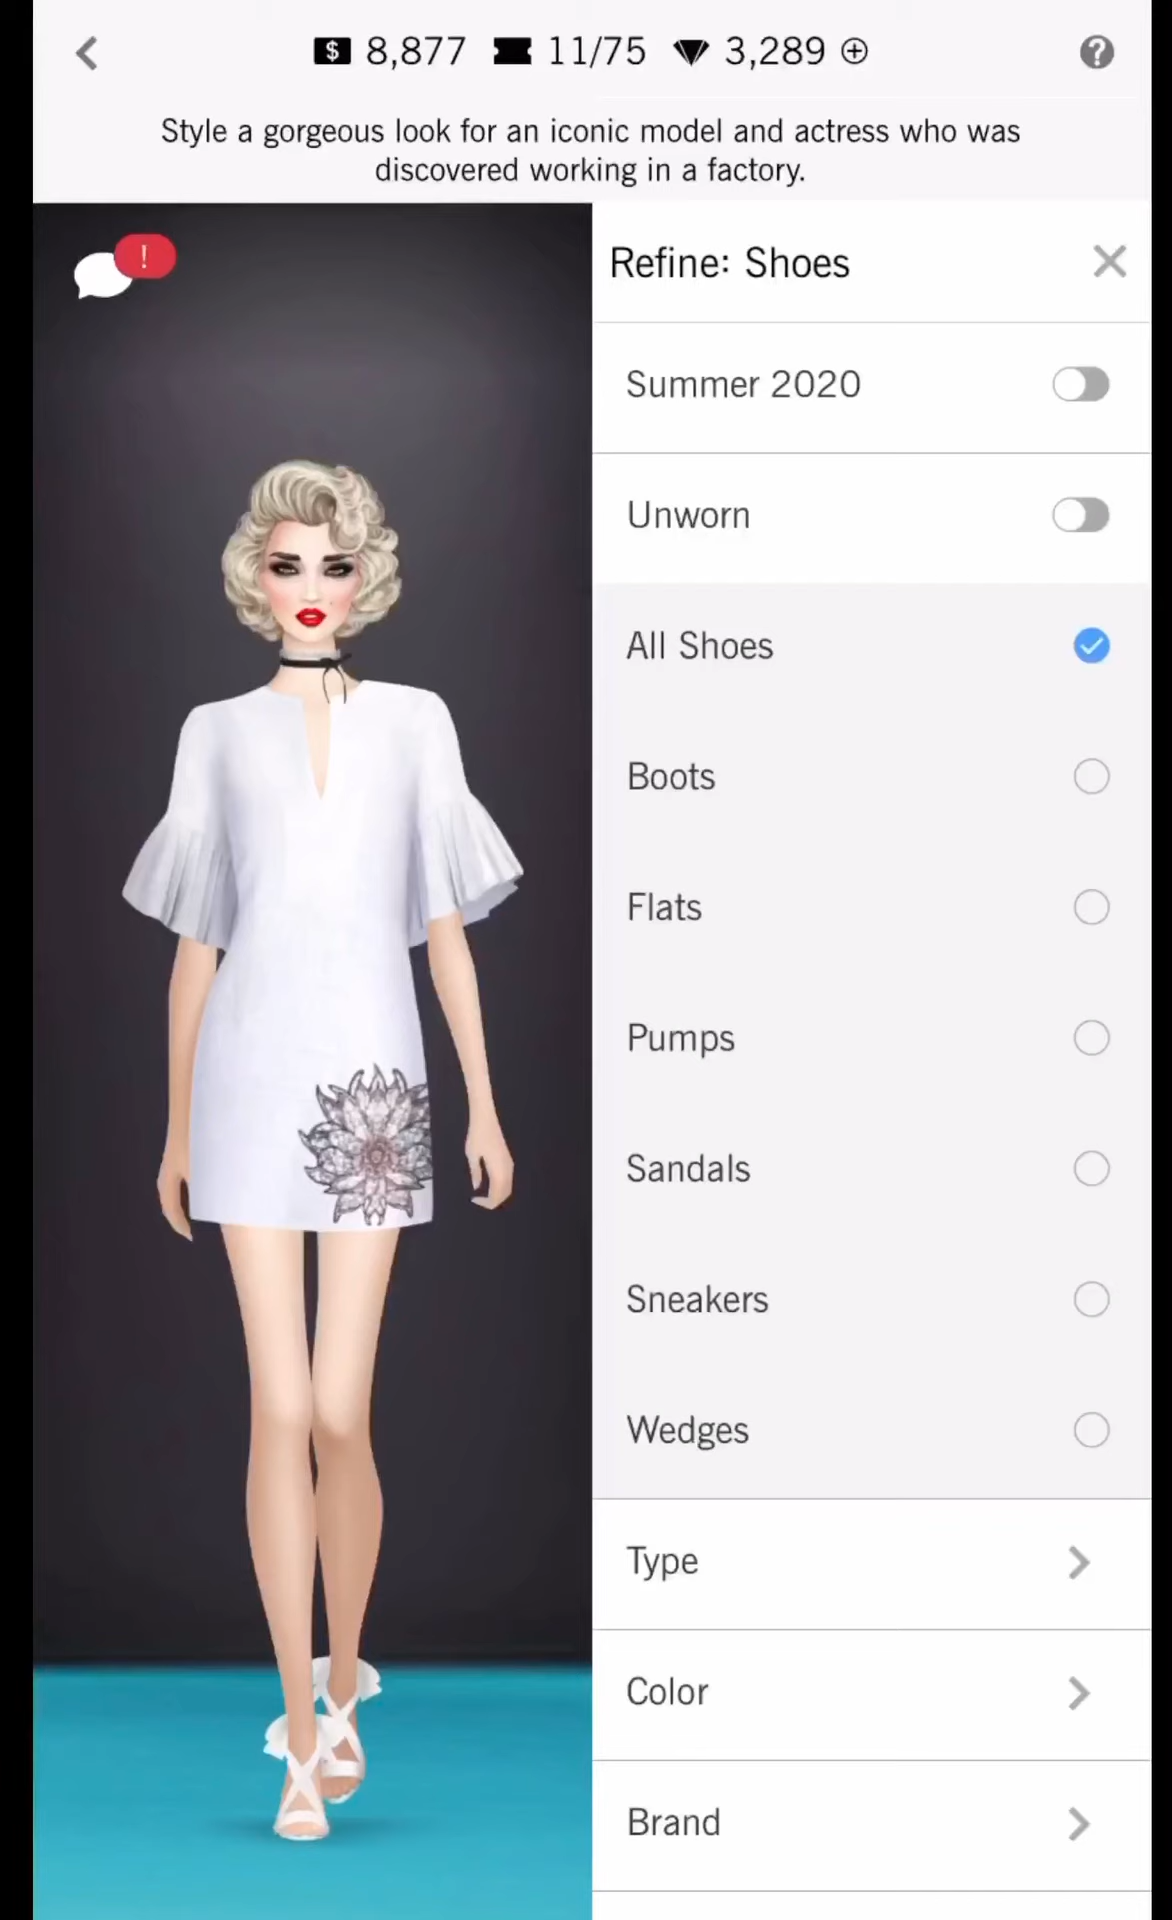 $ 8,877 11/75 3,289 + ?
Style a gorgeous look for an iconic model and actress who was
discovered working in a factory.
!
Refine: Shoes
Summer 2020
Unworn
All Shoes
Boots
Flats
Pumps
Sandals
Sneakers
Wedges
Type
Color
Brand